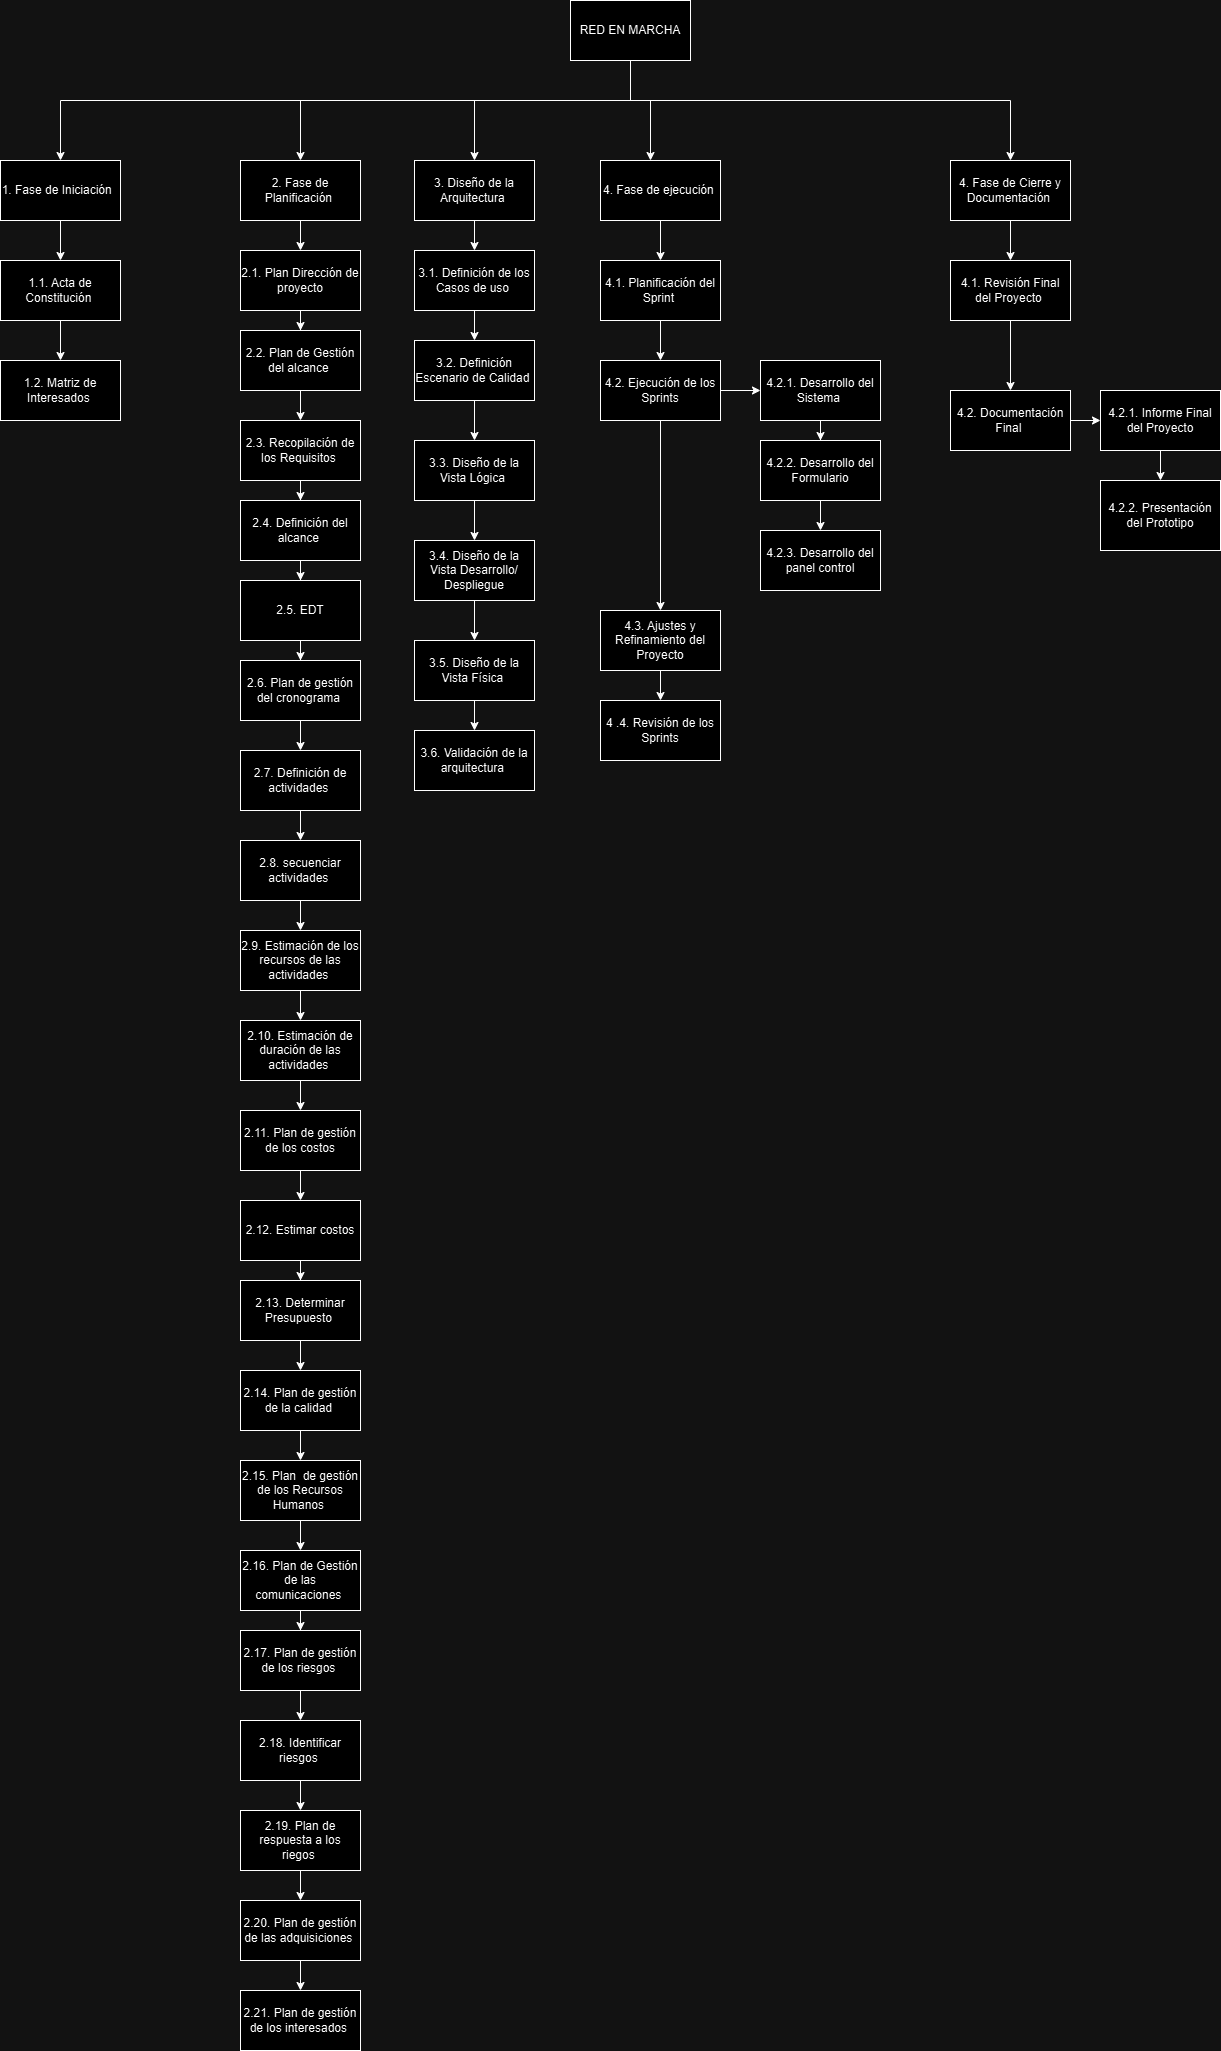 RED EN MARCHA
1. Fase de Iniciación
1.1. Acta de
Constitución
1.2. Matriz de
Interesados
2. Fase de
Planificación
2.1. Plan Dirección de
proyecto
2.2. Plan de Gestión
del alcance
2.3. Recopilación de
los Requisitos
2.4. Definición del
alcance
2.5. EDT
2.6. Plan de gestión
del cronograma
2.7. Definición de
actividades
2.8. secuenciar
actividades
2.9. Estimación de los
recursos de las
actividades
2.10. Estimación de
duración de las
actividades
2.11. Plan de gestión
de los costos
2.12. Estimar costos
2.13. Determinar
Presupuesto
2.14. Plan de gestión
de la calidad
2.15. Plan  de gestión
de los Recursos
Humanos
2.16. Plan de Gestión
de las
comunicaciones
2.17. Plan de gestión
de los riesgos
2.18. Identificar
riesgos
2.19. Plan de
respuesta a los
riegos
2.20. Plan de gestión
de las adquisiciones
2.21. Plan de gestión
de los interesados
3. Diseño de la
Arquitectura
3.1. Definición de los
Casos de uso
3.2. Definición
Escenario de Calidad
3.3. Diseño de la
Vista Lógica
3.4. Diseño de la
Vista Desarrollo/
Despliegue
3.5. Diseño de la
Vista Física
3.6. Validación de la
arquitectura
4. Fase de ejecución
4.1. Planificación del
Sprint
4.2. Ejecución de los
Sprints
4.2.1. Desarrollo del
Sistema
4.2.2. Desarrollo del
Formulario
4.2.3. Desarrollo del
panel control
4.3. Ajustes y
Refinamiento del
Proyecto
4 .4. Revisión de los
Sprints
4. Fase de Cierre y
Documentación
4.1. Revisión Final
del Proyecto
4.2. Documentación
Final
4.2.1. Informe Final
del Proyecto
4.2.2. Presentación
del Prototipo